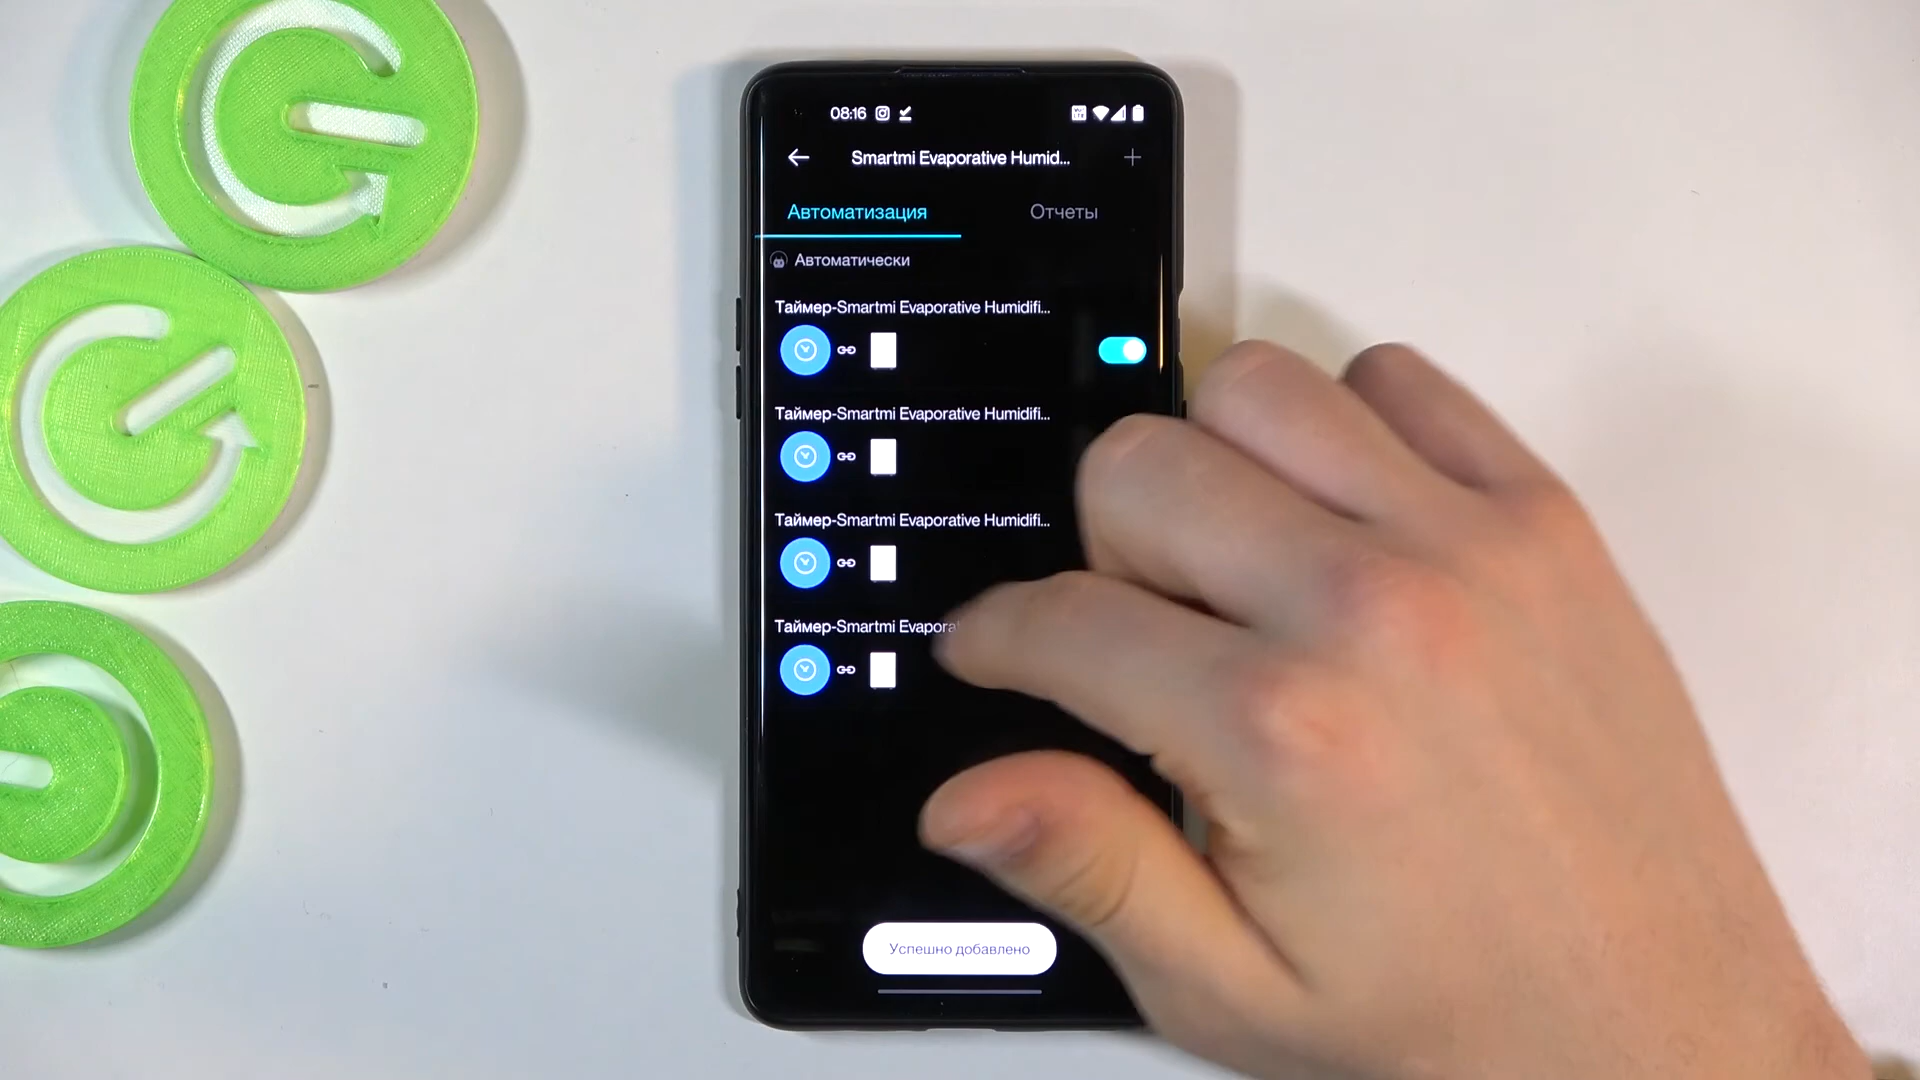 08:16
Smartmi Evaporative Humid...
Автоматизация
Отчеты
Автоматически
Таймер-Smartmi Evaporative Humidifi...
Таймер-Smartmi Evaporative Humidifi...
Таймер-Smartmi Evaporative Humidifi...
Таймер-Smartmi
Успешно добавлено